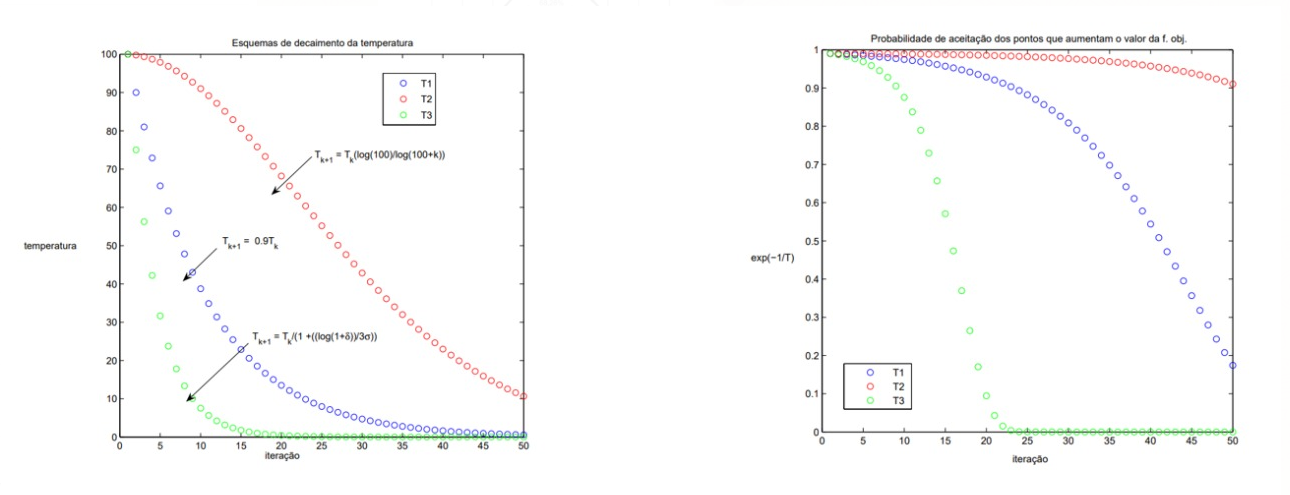 Esquemas de decaimento da temperatura
100
90
80
70
60
50
40
30
20
10
0
temperatura
T1
T2
T3
T_{k+1} = T_k(log(100)/log(100+k))
T_{k+1} = 0.9T_k
T_{k+1} = T_k/(1 +((log(1+δ))/3σ))
0 5 10 15 20 25 30 35 40 45 50
iteração
Probabilidade de aceitação dos pontos que aumentam o valor da f. obj.
1
0.9
0.8
0.7
0.6
0.5
0.4
0.3
0.2
0.1
0
exp(−1/T)
T1
T2
T3
0 5 10 15 20 25 30 35 40 45 50
iteração